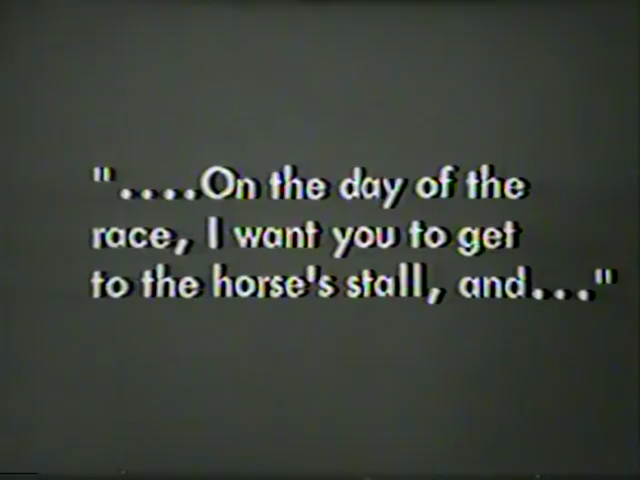 "....On the day of the
race, I want you to get
to the horse's stall, and..."